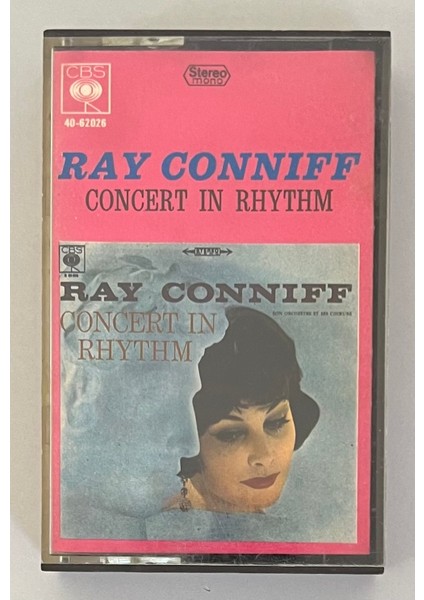 CBS
Stereo
mono
40-62026
RAY CONNIFF
CONCERT IN RHYTHM
CBS
RAY CONNIFF
CONCERT IN
RHYTHM